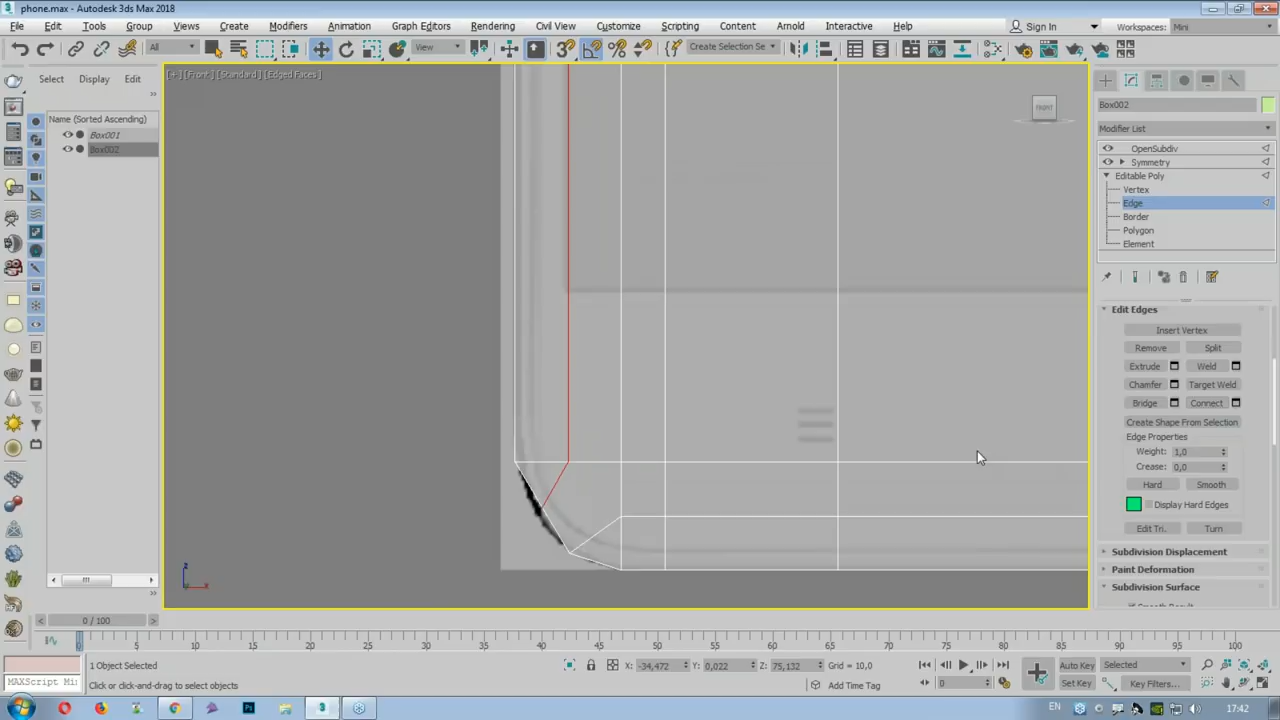 phone.max - Autodesk 3ds Max 2018
File Edit Tools Group Views Create Modifiers Animation Graph Editors Rendering Civil View Customize Scripting Content Arnold Interactive Help Sign In Workspaces: Mini
All View Create Selection Se
Select Display Edit
[+] [Front] [Standard] [Edged Faces]
FRONT
Name (Sorted Ascending)
Box001
Box002
Box002
Modifier List
OpenSubdiv
Symmetry
Editable Poly
Vertex
Edge
Border
Polygon
Element
Edit Edges
Insert Vertex
Remove Split
Extrude Weld
Chamfer Target Weld
Bridge Connect
Create Shape From Selection
Edge Properties
Weight: 1,0
Crease: 0,0
Hard Smooth
Display Hard Edges
Edit Tri. Turn
Subdivision Displacement
Paint Deformation
Subdivision Surface
0 / 100
0 5 10 15 20 25 30 35 40 45 50 55 60 65 70 75 80 85 90 95 100
1 Object Selected X: -34,472 Y: 0,022 Z: 75,132 Grid = 10,0 Auto Key Selected
MAXScript Mi: Click or click-and-drag to select objects Add Time Tag 0 Set Key Key Filters...
EN 17:42